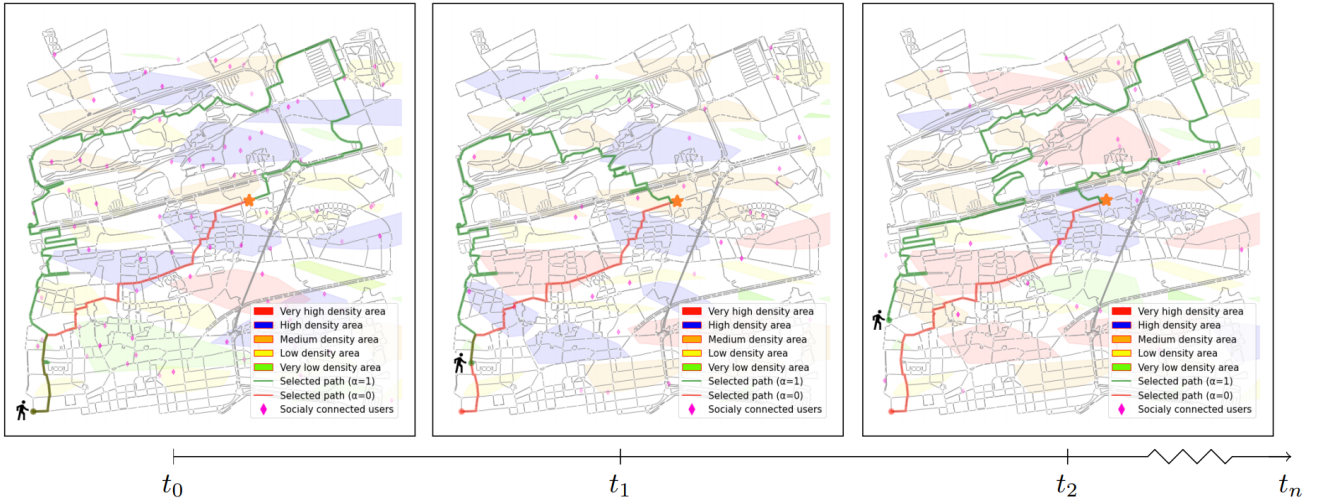 Very high density area
High density area
Medium density area
Low density area
Very low density area
Selected path (α=1)
Selected path (α=0)
Socialy connected users
Very high density area
High density area
Medium density area
Low density area
Very low density area
Selected path (α=1)
Selected path (α=0)
Socialy connected users
Very high density area
High density area
Medium density area
Low density area
Very low density area
Selected path (α=1)
Selected path (α=0)
Socialy connected users
t0 t1 t2 tn